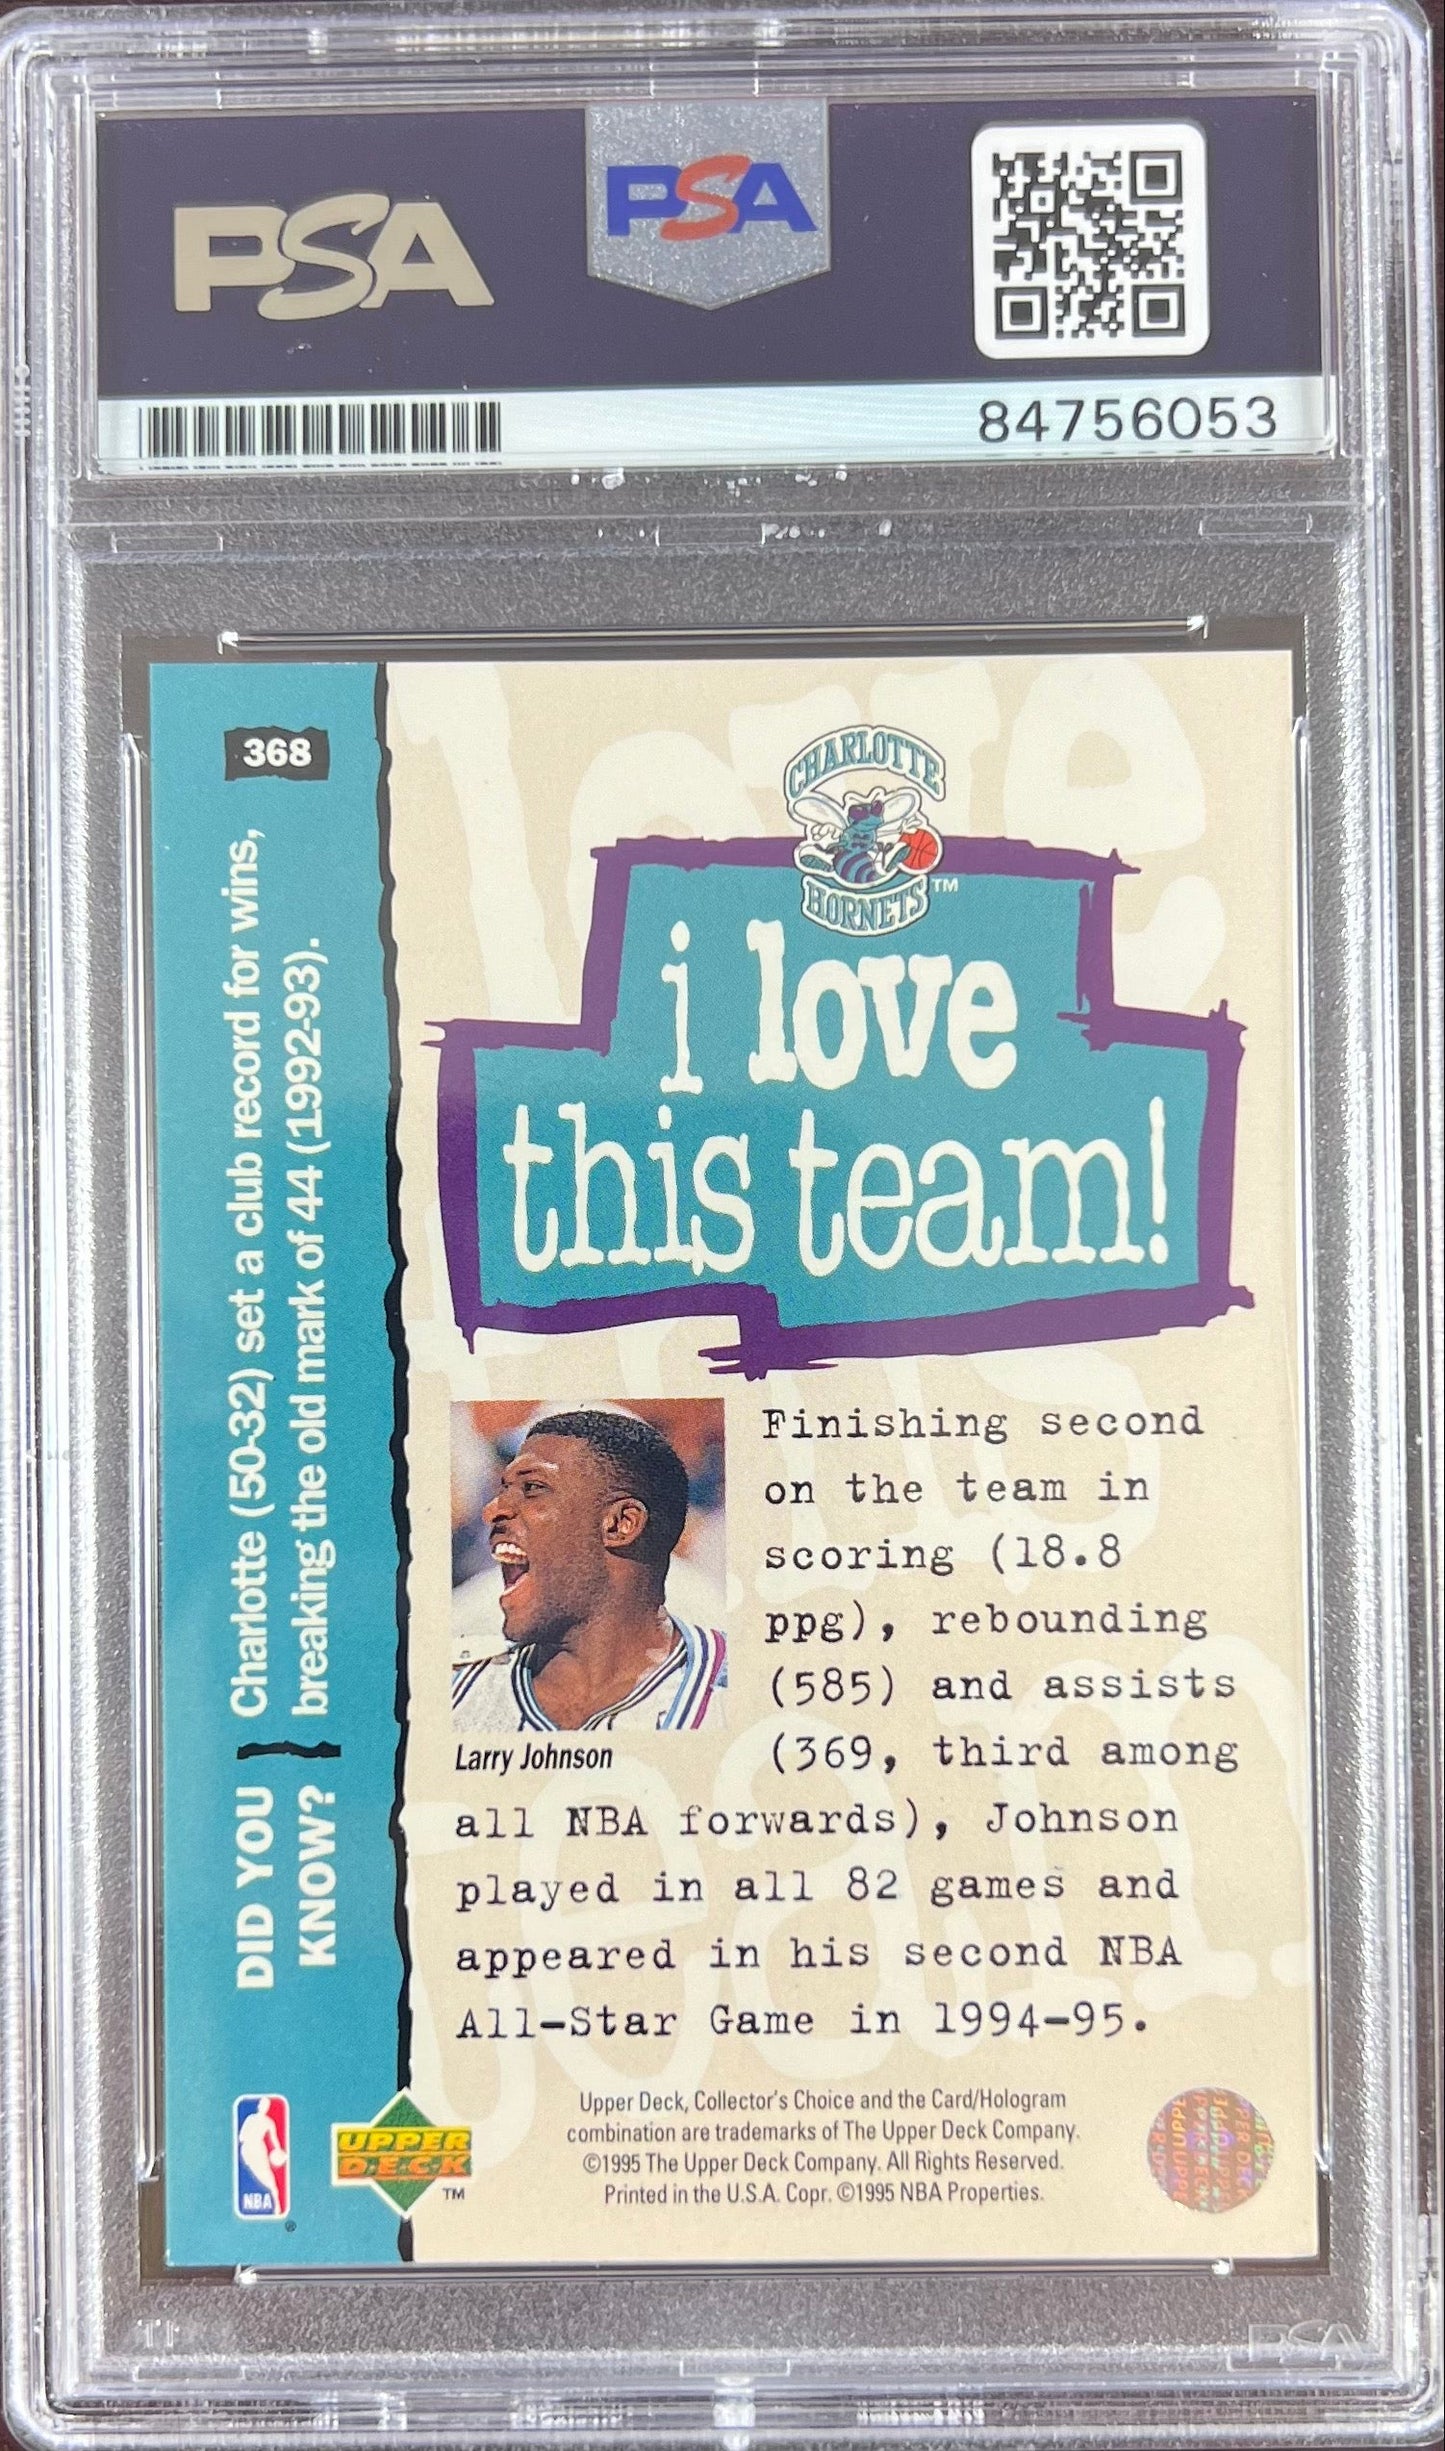 PSA
PSA
84756053
368
CHARLOTTE
HORNETS™
i love
this team!
DID YOU
KNOW?
Charlotte (50-32) set a club record for wins,
breaking the old mark of 44 (1992-93).
Larry Johnson
Finishing second
on the team in
scoring (18.8
ppg), rebounding
(585) and assists
(369, third among
all NBA forwards), Johnson
played in all 82 games and
appeared in his second NBA
All-Star Game in 1994-95.
NBA
®
UPPER
DECK
™
Upper Deck, Collector's Choice and the Card/Hologram
combination are trademarks of The Upper Deck Company.
©1995 The Upper Deck Company. All Rights Reserved.
Printed in the U.S.A. Copr. ©1995 NBA Properties.
PSA